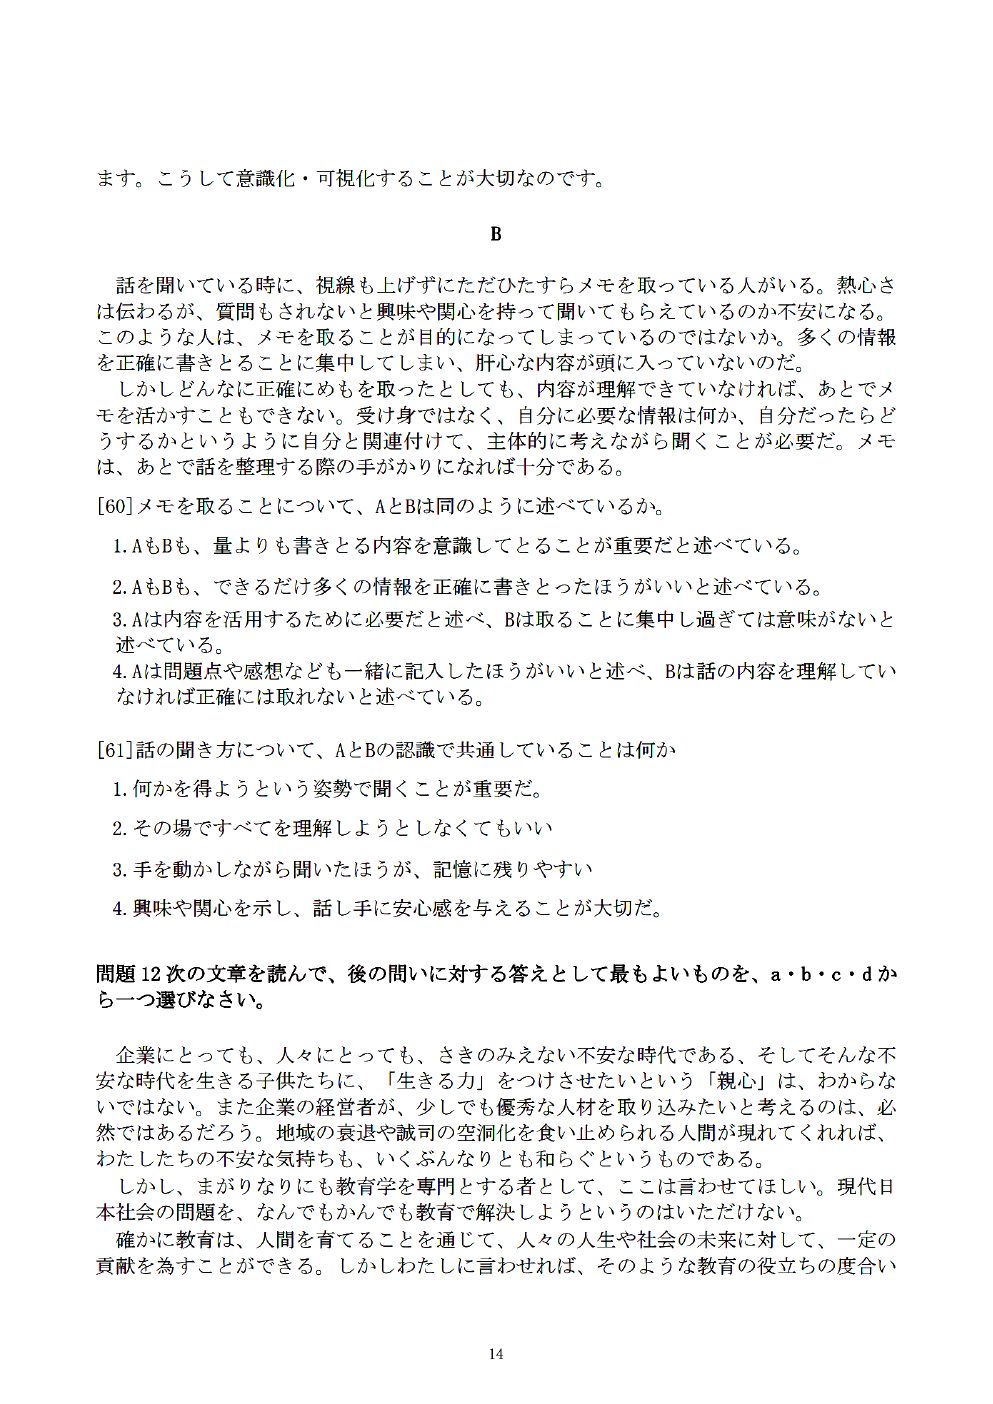 ます。こうして意識化・可視化することが大切なのです。
B
話を聞いている時に、視線も上げずにただひたすらメモを取っている人がいる。熱心さ
は伝わるが、質問もされないと興味や関心を持って聞いてもらえているのか不安になる。
このような人は、メモを取ることが目的になってしまっているのではないか。多くの情報
を正確に書きとることに集中してしまい、肝心な内容が頭に入っていないのだ。
しかしどんなに正確にめもを取ったとしても、内容が理解できていなければ、あとでメ
モを活かすこともできない。受け身ではなく、自分に必要な情報は何か、自分だったらど
うするかというように自分と関連付けて、主体的に考えながら聞くことが必要だ。メモ
は、あとで話を整理する際の手がかりになれば十分である。
[60]メモを取ることについて、AとBは同のように述べているか。
1.AもBも、量よりも書きとる内容を意識してとることが重要だと述べている。
2.AもBも、できるだけ多くの情報を正確に書きとったほうがいいと述べている。
3.Aは内容を活用するために必要だと述べ、Bは取ることに集中し過ぎては意味がないと
述べている。
4.Aは問題点や感想なども一緒に記入したほうがいいと述べ、Bは話の内容を理解してい
なければ正確には取れないと述べている。
[61]話の聞き方について、AとBの認識で共通していることは何か
1.何かを得ようという姿勢で聞くことが重要だ。
2.その場ですべてを理解しようとしなくてもいい
3.手を動かしながら聞いたほうが、記憶に残りやすい
4.興味や関心を示し、話し手に安心感を与えることが大切だ。
問題 12 次の文章を読んで、後の問いに対する答えとして最もよいものを、a・b・c・d か
ら一つ選びなさい。
企業にとっても、人々にとっても、さきのみえない不安な時代である、そしてそんな不
安な時代を生きる子供たちに、「生きる力」をつけさせたいという「親心」は、わからな
いではない。また企業の経営者が、少しでも優秀な人材を取り込みたいと考えるのは、必
然ではあるだろう。地域の衰退や誠司の空洞化を食い止められる人間が現れてくれれば、
わたしたちの不安な気持ちも、いくぶんなりとも和らぐというものである。
しかし、まがりなりにも教育学を専門とする者として、ここは言わせてほしい。現代日
本社会の問題を、なんでもかんでも教育で解決しようというのはいただけない。
確かに教育は、人間を育てることを通じて、人々の人生や社会の未来に対して、一定の
貢献を為すことができる。しかしわたしに言わせれば、そのような教育の役立ちの度合い
14